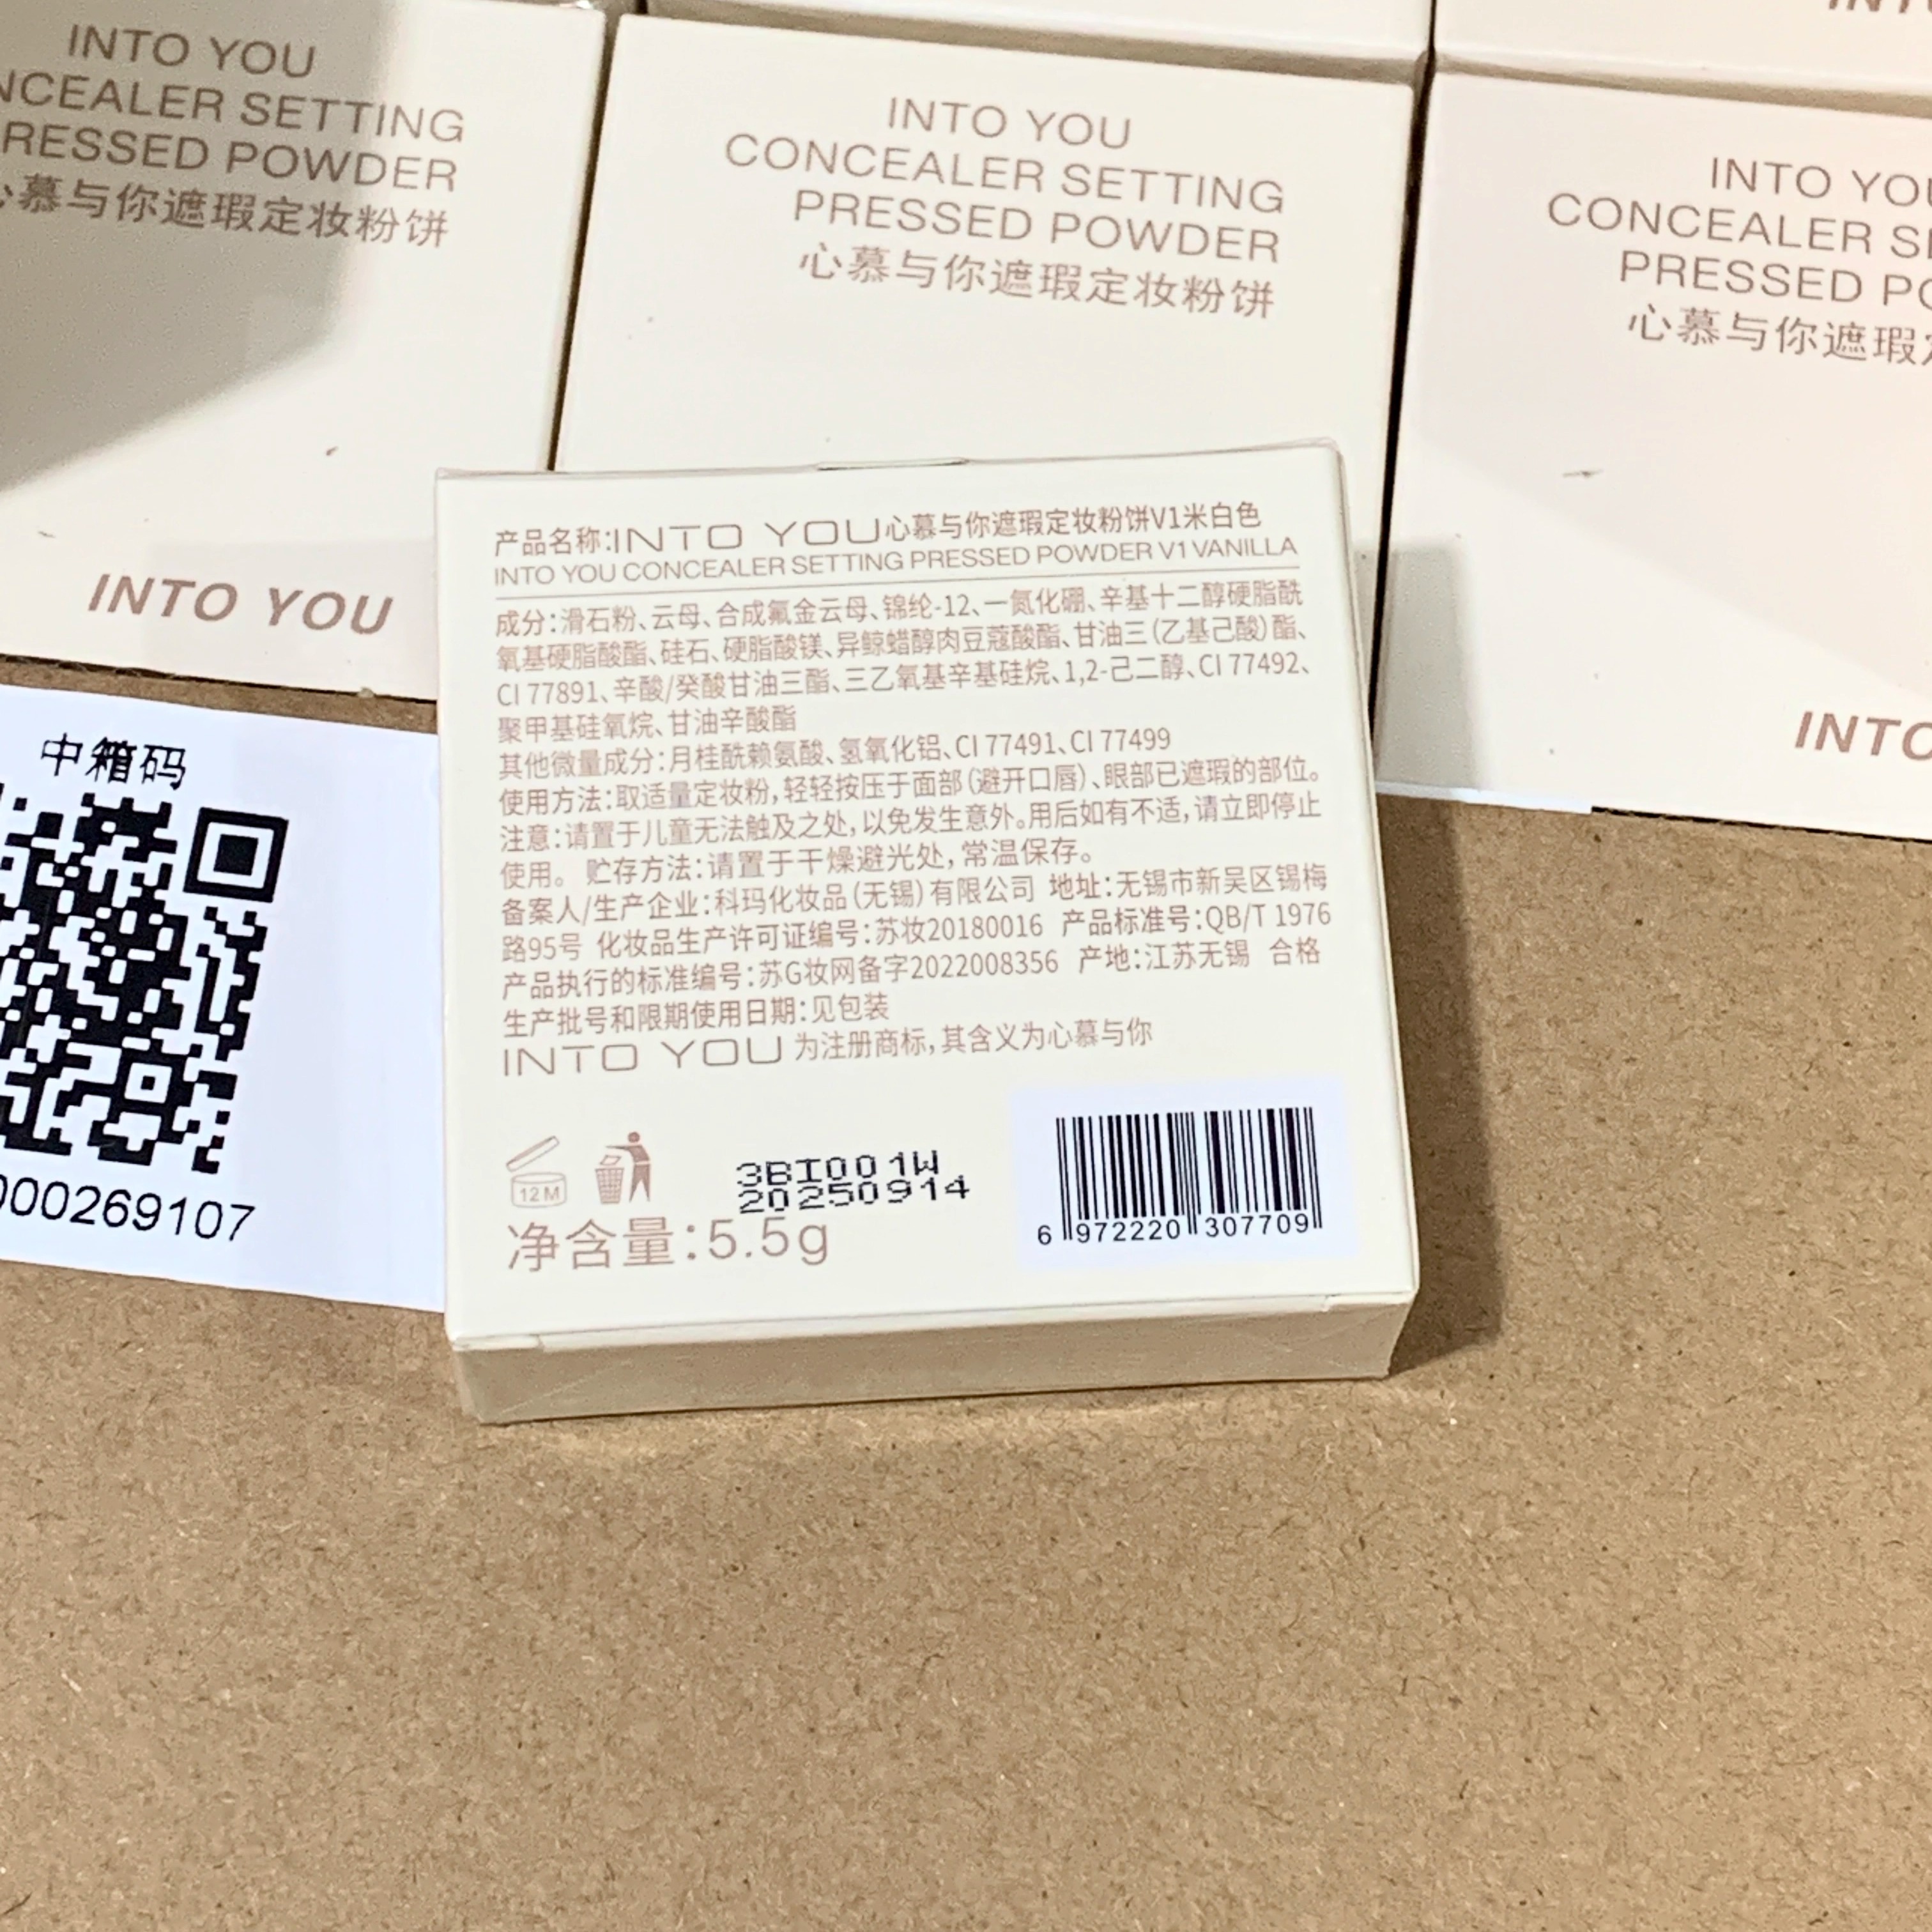 INTO YOU
NCEALER SETTING
RESSED POWDER
慕与你遮瑕定妆粉饼
INTO YOU
INTO YOU
CONCEALER SETTING
PRESSED POWDER
心慕与你遮瑕定妆粉饼
INTO YOU
CONCEALER SE
PRESSED PO
心慕与你遮瑕
INTO
产品名称:INTO YOU心慕与你遮瑕定妆粉饼V1米白色
INTO YOU CONCEALER SETTING PRESSED POWDER V1 VANILLA
成分:滑石粉、云母、合成氟金云母、锦纶-12、一氮化硼、辛基十二醇硬脂酰
氧基硬脂酸酯、硅石、硬脂酸镁、异鲸蜡醇肉豆蔻酸酯、甘油三(乙基己酸)酯、
CI 77891、辛酸/癸酸甘油三酯、三乙氧基辛基硅烷、1,2-己二醇、CI 77492、
聚甲基硅氧烷、甘油辛酸酯
其他微量成分:月桂酰赖氨酸、氢氧化铝、CI 77491、CI 77499
使用方法:取适量定妆粉,轻轻按压于面部(避开口唇)、眼部已遮瑕的部位。
注意:请置于儿童无法触及之处,以免发生意外。用后如有不适,请立即停止
使用。 贮存方法:请置于干燥避光处,常温保存。
备案人/生产企业:科玛化妆品(无锡)有限公司 地址:无锡市新吴区锡梅
路95号 化妆品生产许可证编号:苏妆20180016 产品标准号:QB/T 1976
产品执行的标准编号:苏G妆网备字2022008356 产地:江苏无锡 合格
生产批号和限期使用日期:见包装
INTO YOU 为注册商标,其含义为心慕与你
12M
3BI001W
20250914
净含量:5.5g
6 972220 307709
中箱码
000269107